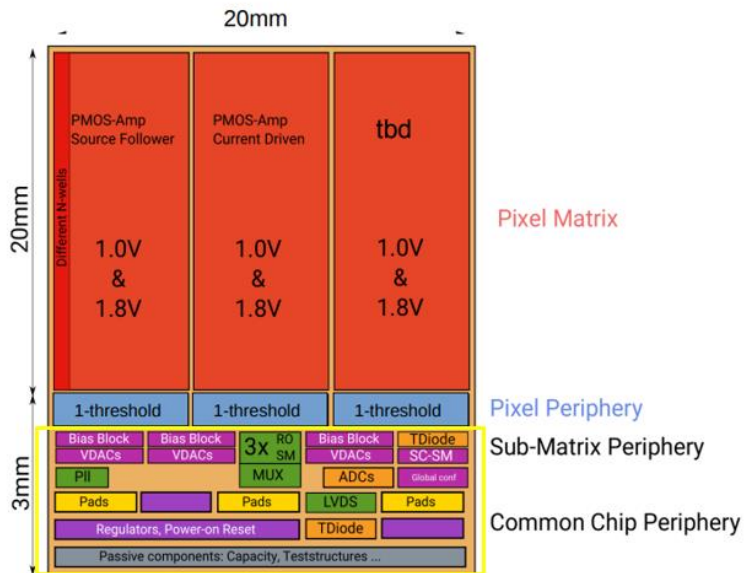 20mm
20mm
3mm
Different N-wells
PMOS-Amp
Source Follower
1.0V
&
1.8V
PMOS-Amp
Current Driven
1.0V
&
1.8V
tbd
1.0V
&
1.8V
Pixel Matrix
1-threshold
1-threshold
1-threshold
Pixel Periphery
Bias Block
VDACs
Bias Block
VDACs
3x RO
SM
MUX
Bias Block
VDACs
TDiode
SC-SM
Sub-Matrix Periphery
Pll
ADCs
Global conf
Pads
Pads
LVDS
Pads
Regulators, Power-on Reset
TDiode
Common Chip Periphery
Passive components: Capacity, Teststructures ...